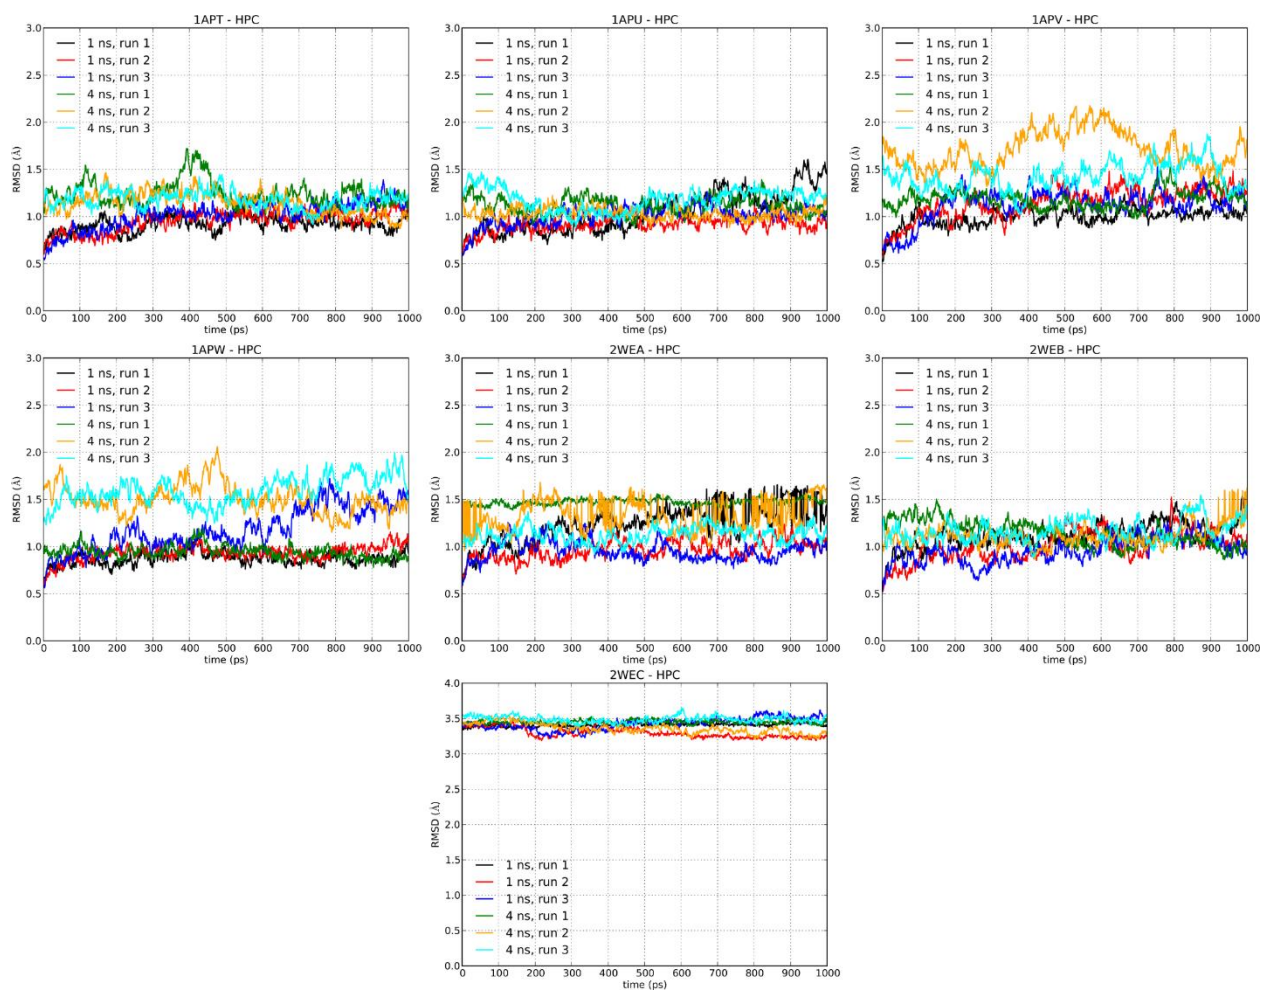 1APT - HPC
3.0
2.5
2.0
1.5
1.0
0.5
0.0
RMSD (Å)
1 ns, run 1
1 ns, run 2
1 ns, run 3
4 ns, run 1
4 ns, run 2
4 ns, run 3
0 100 200 300 400 500 600 700 800 900 1000
time (ps)
1APU - HPC
3.0
2.5
2.0
1.5
1.0
0.5
0.0
RMSD (Å)
1 ns, run 1
1 ns, run 2
1 ns, run 3
4 ns, run 1
4 ns, run 2
4 ns, run 3
0 100 200 300 400 500 600 700 800 900 1000
time (ps)
1APV - HPC
3.0
2.5
2.0
1.5
1.0
0.5
0.0
RMSD (Å)
1 ns, run 1
1 ns, run 2
1 ns, run 3
4 ns, run 1
4 ns, run 2
4 ns, run 3
0 100 200 300 400 500 600 700 800 900 1000
time (ps)
1APW - HPC
3.0
2.5
2.0
1.5
1.0
0.5
0.0
RMSD (Å)
1 ns, run 1
1 ns, run 2
1 ns, run 3
4 ns, run 1
4 ns, run 2
4 ns, run 3
0 100 200 300 400 500 600 700 800 900 1000
time (ps)
2WEA - HPC
3.0
2.5
2.0
1.5
1.0
0.5
0.0
RMSD (Å)
1 ns, run 1
1 ns, run 2
1 ns, run 3
4 ns, run 1
4 ns, run 2
4 ns, run 3
0 100 200 300 400 500 600 700 800 900 1000
time (ps)
2WEB - HPC
3.0
2.5
2.0
1.5
1.0
0.5
0.0
RMSD (Å)
1 ns, run 1
1 ns, run 2
1 ns, run 3
4 ns, run 1
4 ns, run 2
4 ns, run 3
0 100 200 300 400 500 600 700 800 900 1000
time (ps)
2WEC - HPC
4.0
3.5
3.0
2.5
2.0
1.5
1.0
0.5
0.0
RMSD (Å)
1 ns, run 1
1 ns, run 2
1 ns, run 3
4 ns, run 1
4 ns, run 2
4 ns, run 3
0 100 200 300 400 500 600 700 800 900 1000
time (ps)